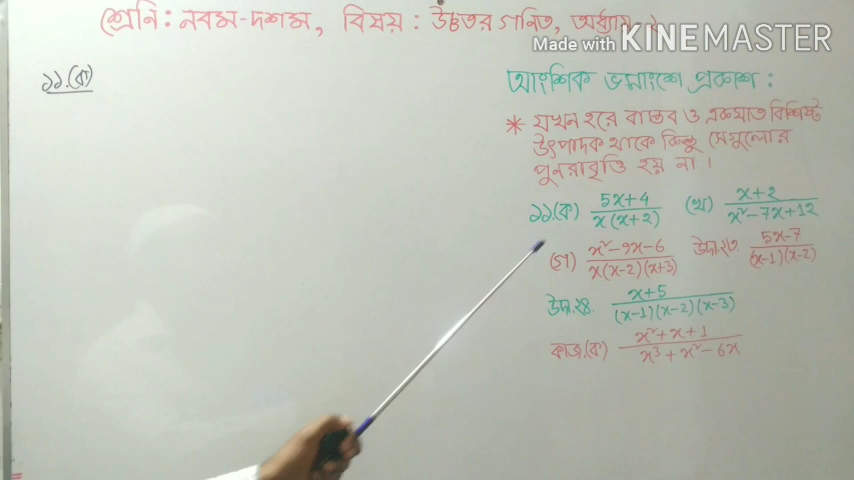 শ্রেনি : নবম-দশম, বিষয় : উচ্চতর গনিত, অধ্যায়-২
Made with KINEMASTER
১১.(ক)
আংশিক ভগ্নাংশে প্রকাশ :
* যখন হরে বাস্তব ও একঘাত বিশিষ্ট
উৎপাদক থাকে কিন্তু সেগুলোর
পুনরাবৃত্তি হয় না।
১১.(ক) 5x+4 / x(x+2) (খ) x+2 / x²-7x+12
(গ) x²-9x-6 / x(x-2)(x+3) উদা.২৩. 5x-7 / (x-1)(x-2)
উদা.২৪. x+5 / (x-1)(x-2)(x-3)
কাজ.(ক) x²+x+1 / x³+x²-6x